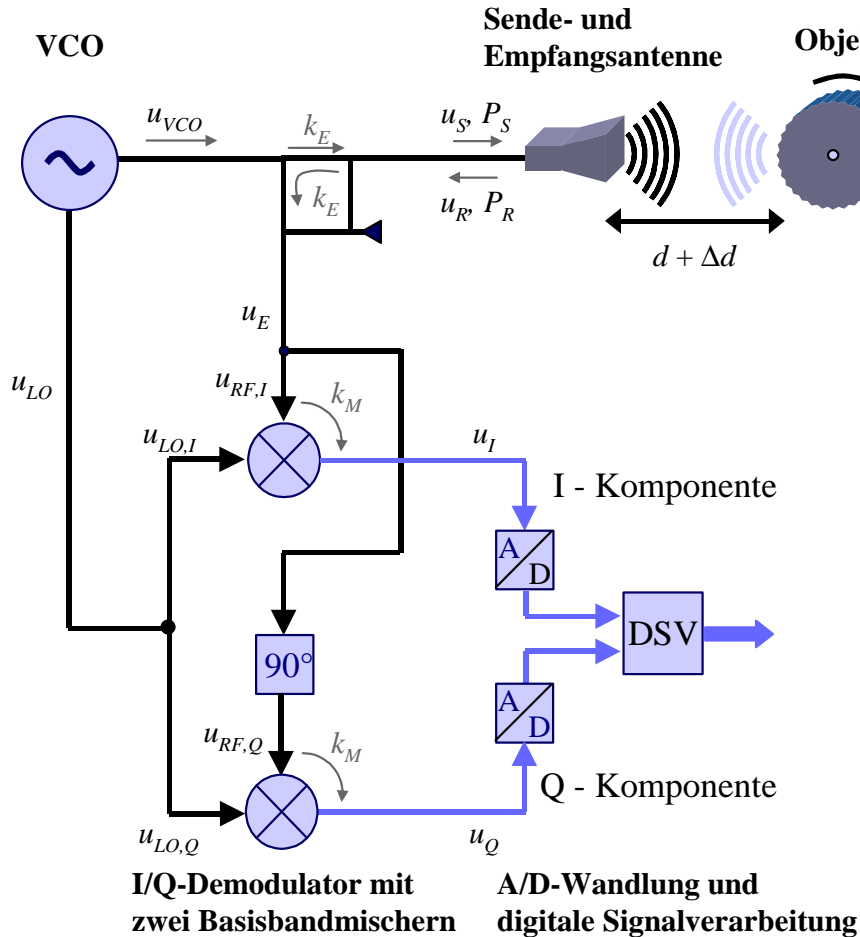 Sende- und
Empfangsantenne
VCO
Obje
u_VCO
k_E
u_S, P_S
k_E
u_R, P_R
d + Δd
u_E
u_LO
u_RF,I
k_M
u_LO,I
u_I
I - Komponente
A
D
DSV
90°
A
D
u_RF,Q
k_M
Q - Komponente
u_LO,Q
u_Q
I/Q-Demodulator mit
zwei Basisbandmischern
A/D-Wandlung und
digitale Signalverarbeitung